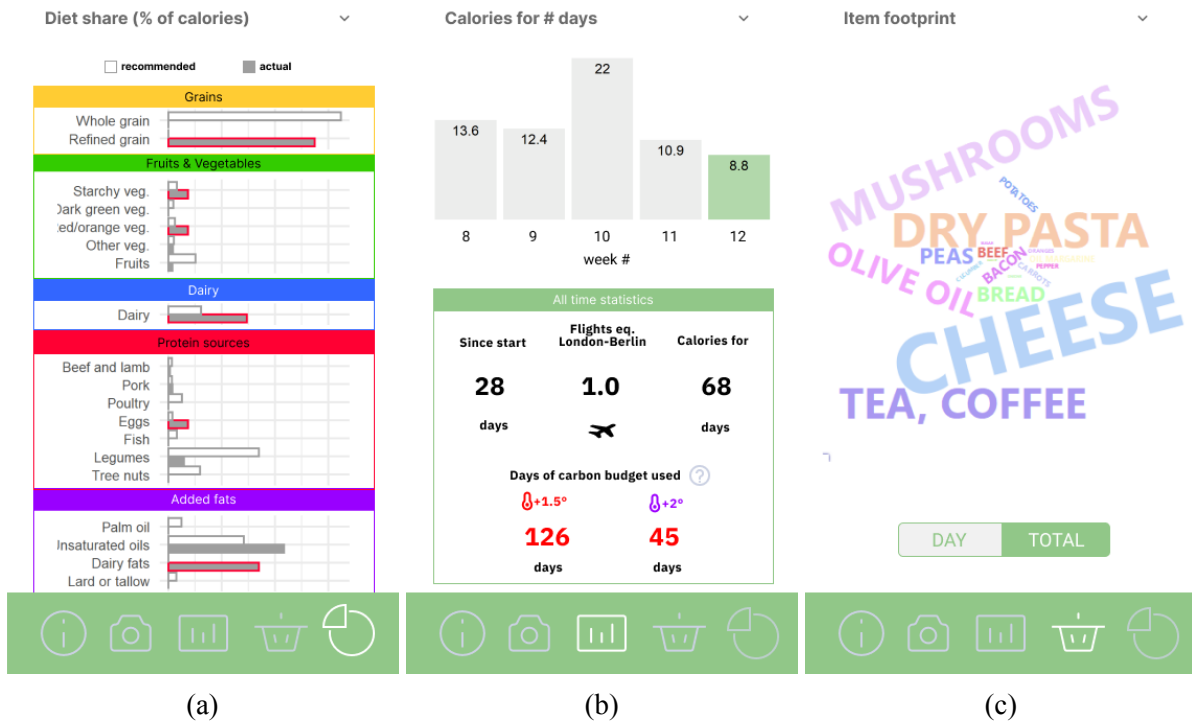 Diet share (% of calories)
recommended
actual
Grains
Whole grain
Refined grain
Fruits & Vegetables
Starchy veg.
Dark green veg.
ed/orange veg.
Other veg.
Fruits
Dairy
Dairy
Protein sources
Beef and lamb
Pork
Poultry
Eggs
Fish
Legumes
Tree nuts
Added fats
Palm oil
Unsaturated oils
Dairy fats
Lard or tallow
(a)
Calories for # days
13.6
12.4
22
10.9
8.8
8
9
10
11
12
week #
All time statistics
Since start
28
days
Flights eq.
London-Berlin
1.0
Calories for
68
days
Days of carbon budget used
?
+1.5°
126
days
+2°
45
days
(b)
Item footprint
MUSHROOMS
POTATOES
DRY PASTA
PEAS
BEEF
ORANGES
BACON
PEPPER
CARROTS
OLIVE OIL
BREAD
CHEESE
TEA, COFFEE
DAY
TOTAL
(c)